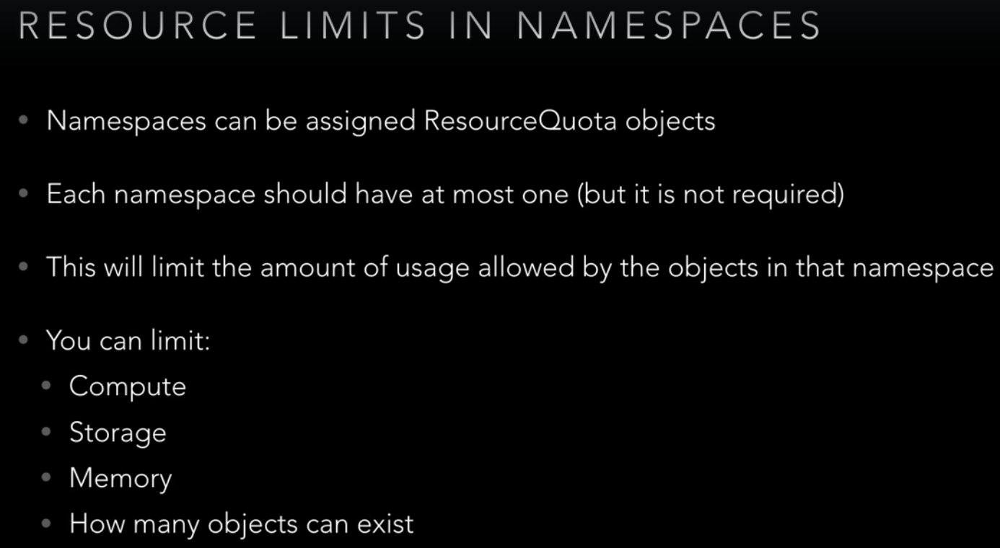 RESOURCE LIMITS IN NAMESPACES
Namespaces can be assigned ResourceQuota objects
Each namespace should have at most one (but it is not required)
This will limit the amount of usage allowed by the objects in that namespace
You can limit:
Compute
Storage
Memory
How many objects can exist